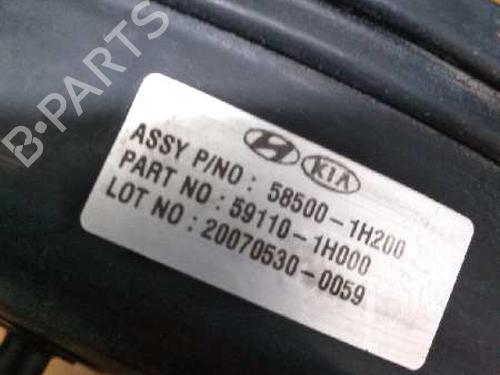 B-PARTS
KIA
ASSY P/NO : 58500-1H200
PART NO : 59110-1H000
LOT NO : 20070530-0059